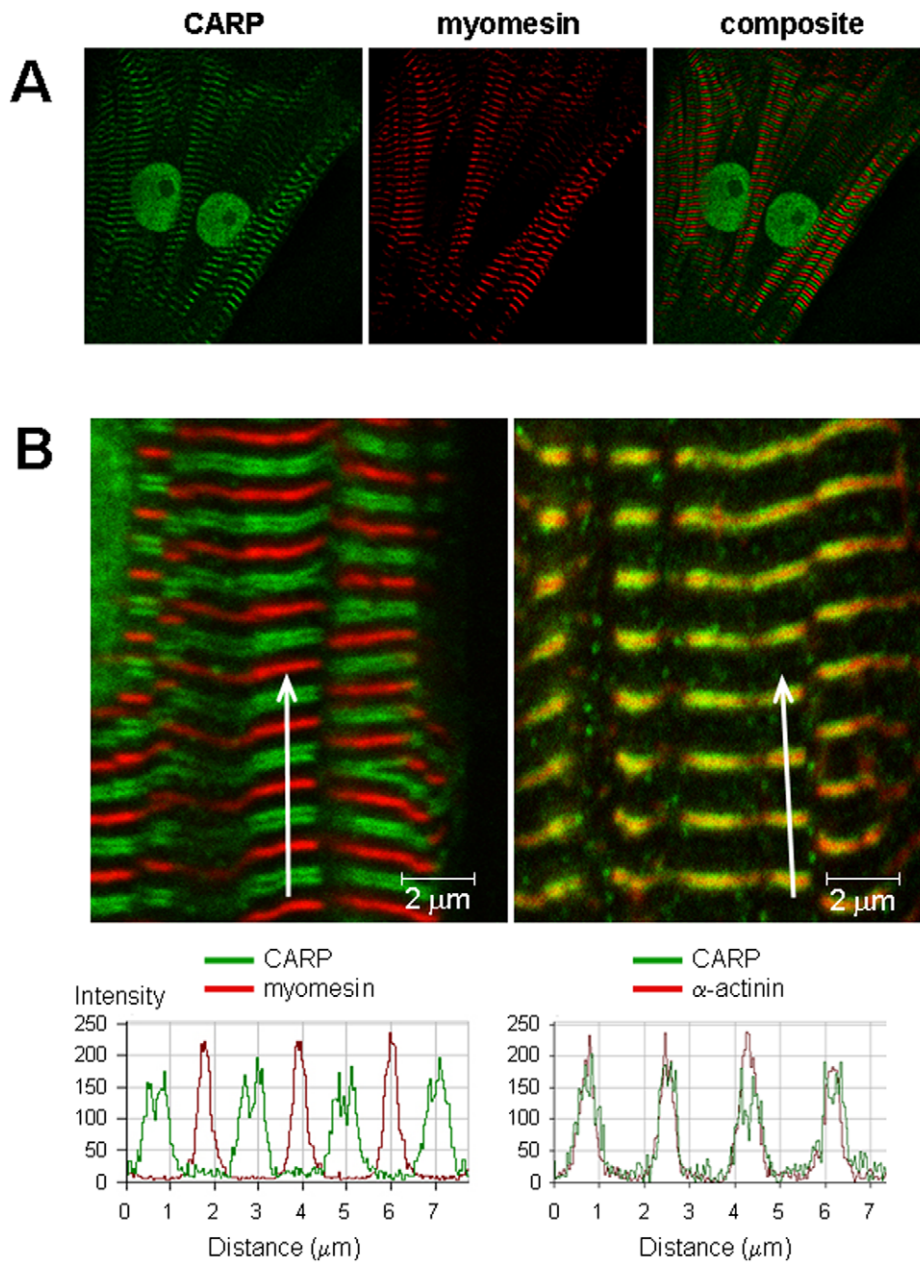 CARP myomesin composite
A
B
2 μm 2 μm
CARP
myomesin
CARP
α-actinin
Intensity
250
200
150
100
50
0
0 1 2 3 4 5 6 7
Distance (μm)
250
200
150
100
50
0
0 1 2 3 4 5 6 7
Distance (μm)